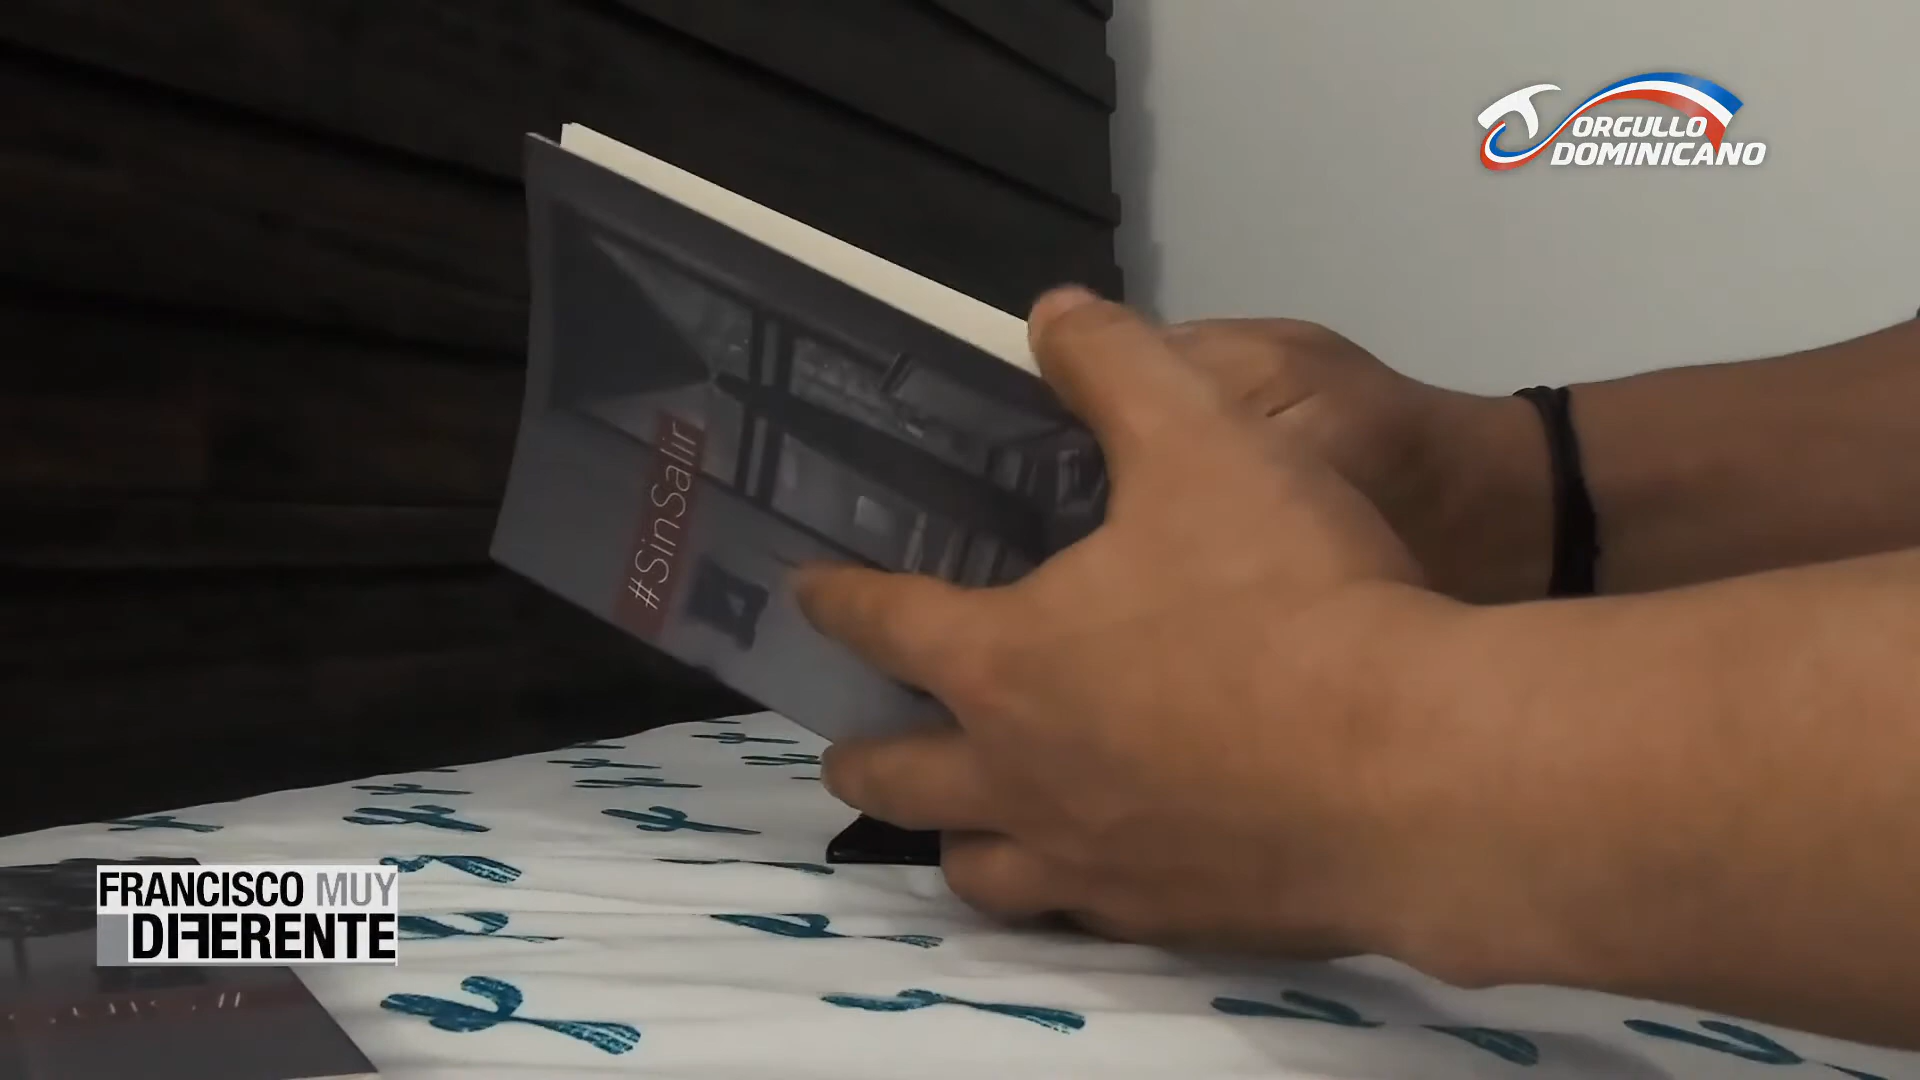 ORGULLO
DOMINICANO
#SinSalir
FRANCISCO MUY
DIFERENTE